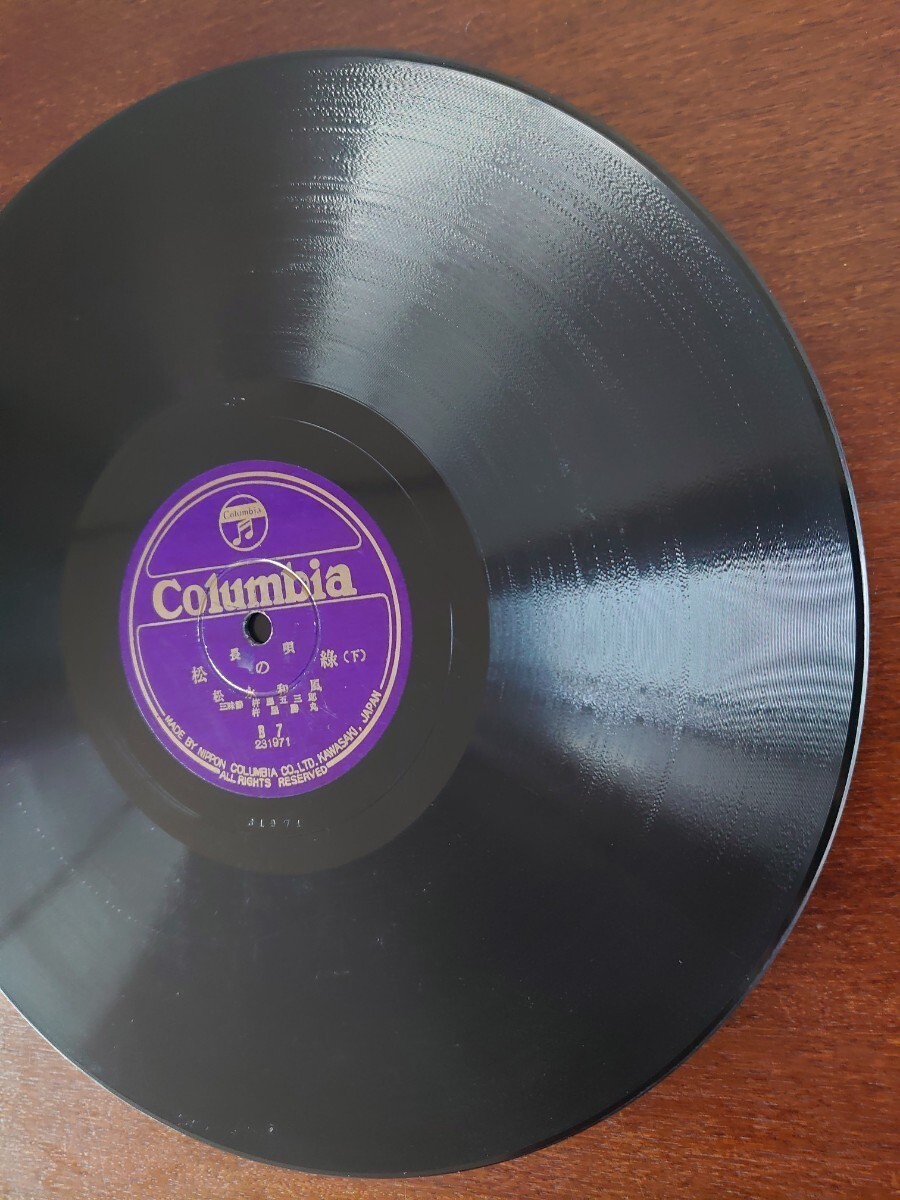 Columbia
Columbia
長唄
松の緑(下)
松永和風
三味線 杵屋五三郎
杵屋勝丸
B 7
231971
MADE BY NIPPON COLUMBIA CO., LTD. KAWASAKI, JAPAN
ALL RIGHTS RESERVED